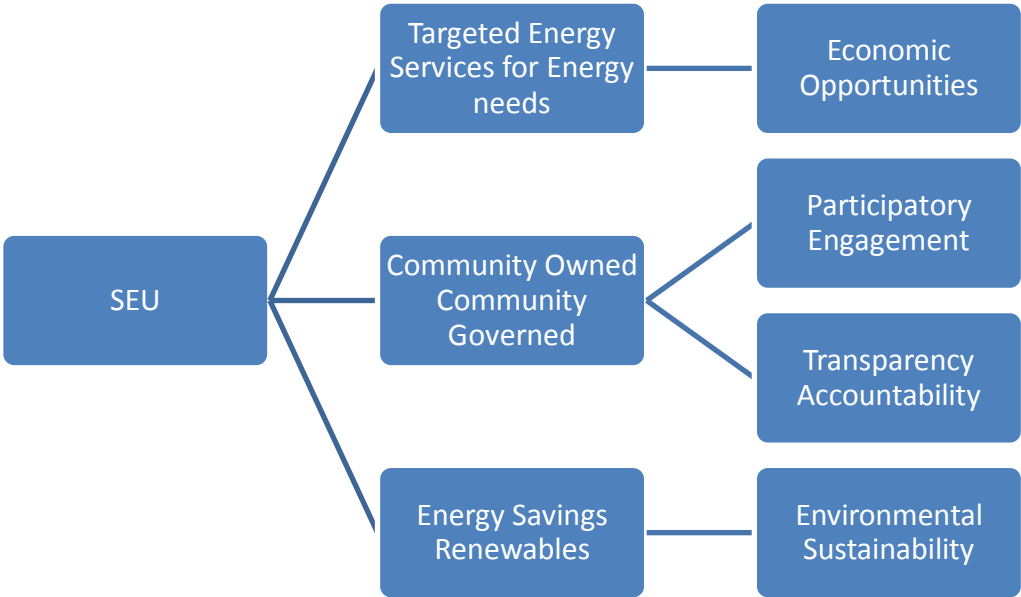 SEU
Targeted Energy
Services for Energy
needs
Economic
Opportunities
Community Owned
Community
Governed
Participatory
Engagement
Transparency
Accountability
Energy Savings
Renewables
Environmental
Sustainability